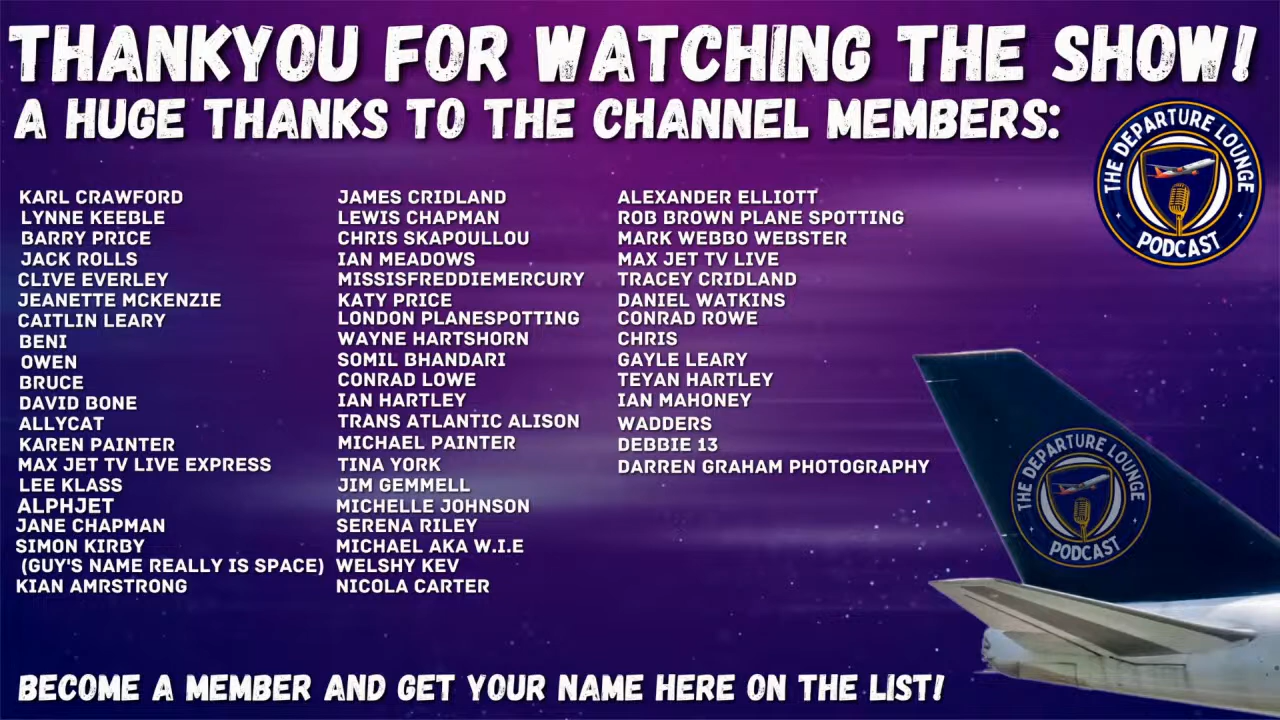 THANKYOU FOR WATCHING THE SHOW!
A HUGE THANKS TO THE CHANNEL MEMBERS:
THE DEPARTURE LOUNGE
PODCAST
KARL CRAWFORD
LYNNE KEEBLE
BARRY PRICE
JACK ROLLS
CLIVE EVERLEY
JEANETTE MCKENZIE
CAITLIN LEARY
BENI
OWEN
BRUCE
DAVID BONE
ALLYCAT
KAREN PAINTER
MAX JET TV LIVE EXPRESS
LEE KLASS
ALPHJET
JANE CHAPMAN
SIMON KIRBY
(GUY'S NAME REALLY IS SPACE)
KIAN AMRSTRONG
JAMES CRIDLAND
LEWIS CHAPMAN
CHRIS SKAPOULLOU
IAN MEADOWS
MISSISFREDDIEMERCURY
KATY PRICE
LONDON PLANESPOTTING
WAYNE HARTSHORN
SOMIL BHANDARI
CONRAD LOWE
IAN HARTLEY
TRANS ATLANTIC ALISON
MICHAEL PAINTER
TINA YORK
JIM GEMMELL
MICHELLE JOHNSON
SERENA RILEY
MICHAEL AKA W.I.E
WELSHY KEV
NICOLA CARTER
ALEXANDER ELLIOTT
ROB BROWN PLANE SPOTTING
MARK WEBBO WEBSTER
MAX JET TV LIVE
TRACEY CRIDLAND
DANIEL WATKINS
CONRAD ROWE
CHRIS
GAYLE LEARY
TEYAN HARTLEY
IAN MAHONEY
WADDERS
DEBBIE 13
DARREN GRAHAM PHOTOGRAPHY
THE DEPARTURE LOUNGE
PODCAST
BECOME A MEMBER AND GET YOUR NAME HERE ON THE LIST!